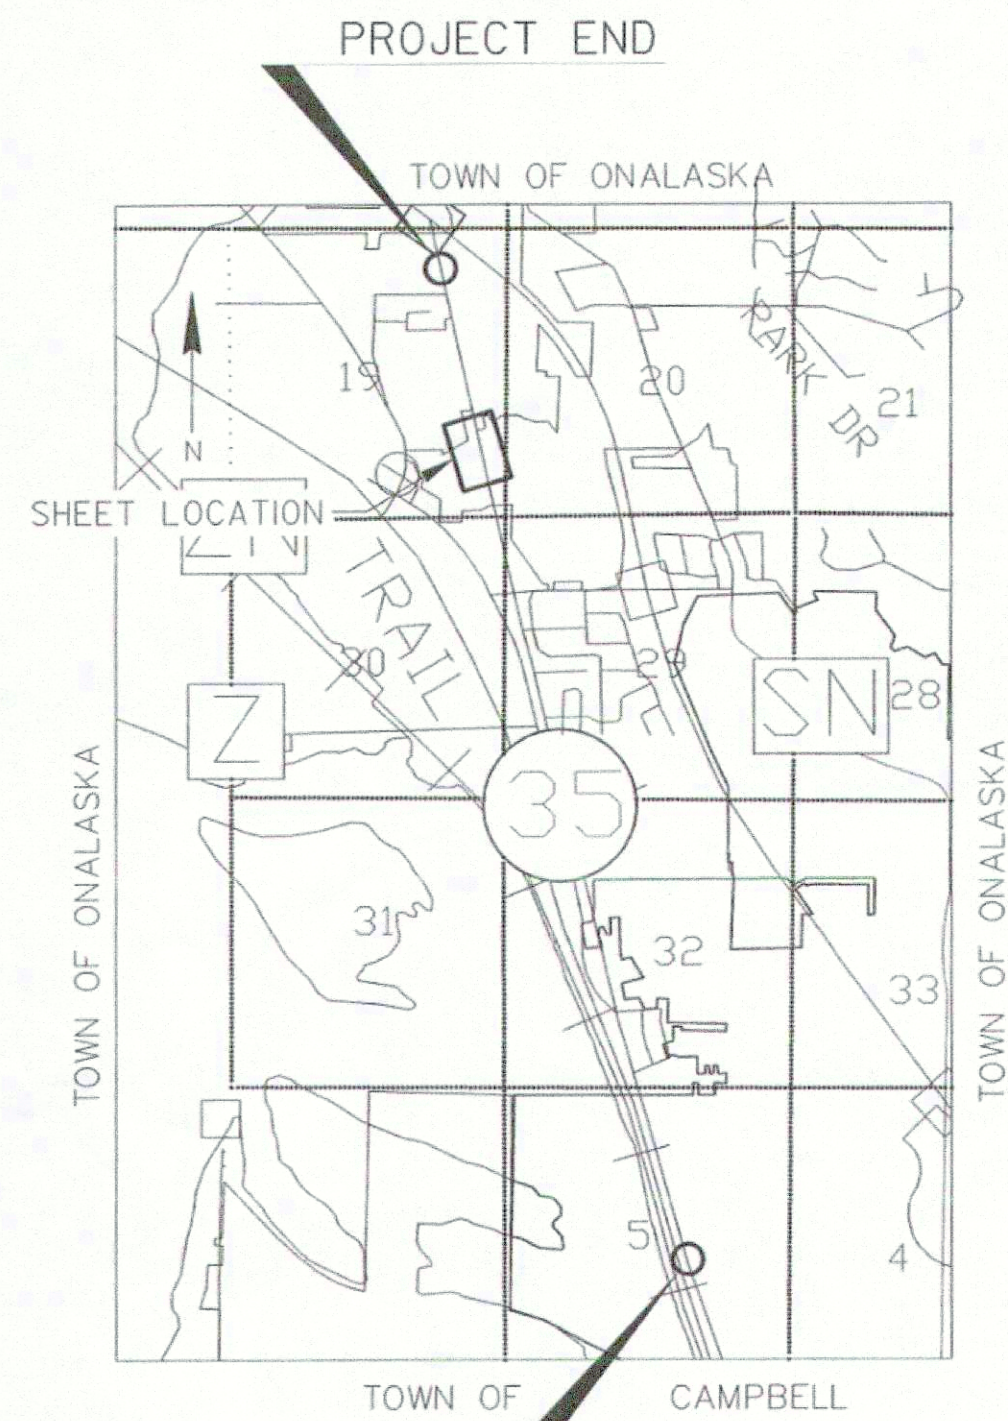 PROJECT END
TOWN OF ONALASKA
19
20
21
PARK DR
N
SHEET LOCATION
ZN
TRAIL
30
29
28
Z
SN
35
TOWN OF ONALASKA
TOWN OF ONALASKA
31
32
33
5
4
TOWN OF CAMPBELL